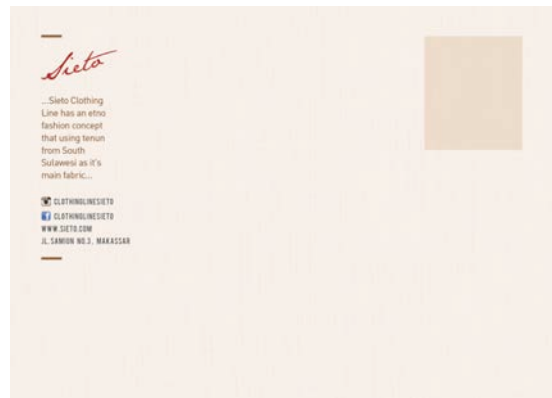 Sieto
...Sieto Clothing
Line has an etno
fashion concept
that using tenun
from South
Sulawesi as it's
main fabric...
CLOTHINGLINESIETO
CLOTHINGLINESIETO
WWW.SIETO.COM
JL.SAMIUN NO.3, MAKASSAR